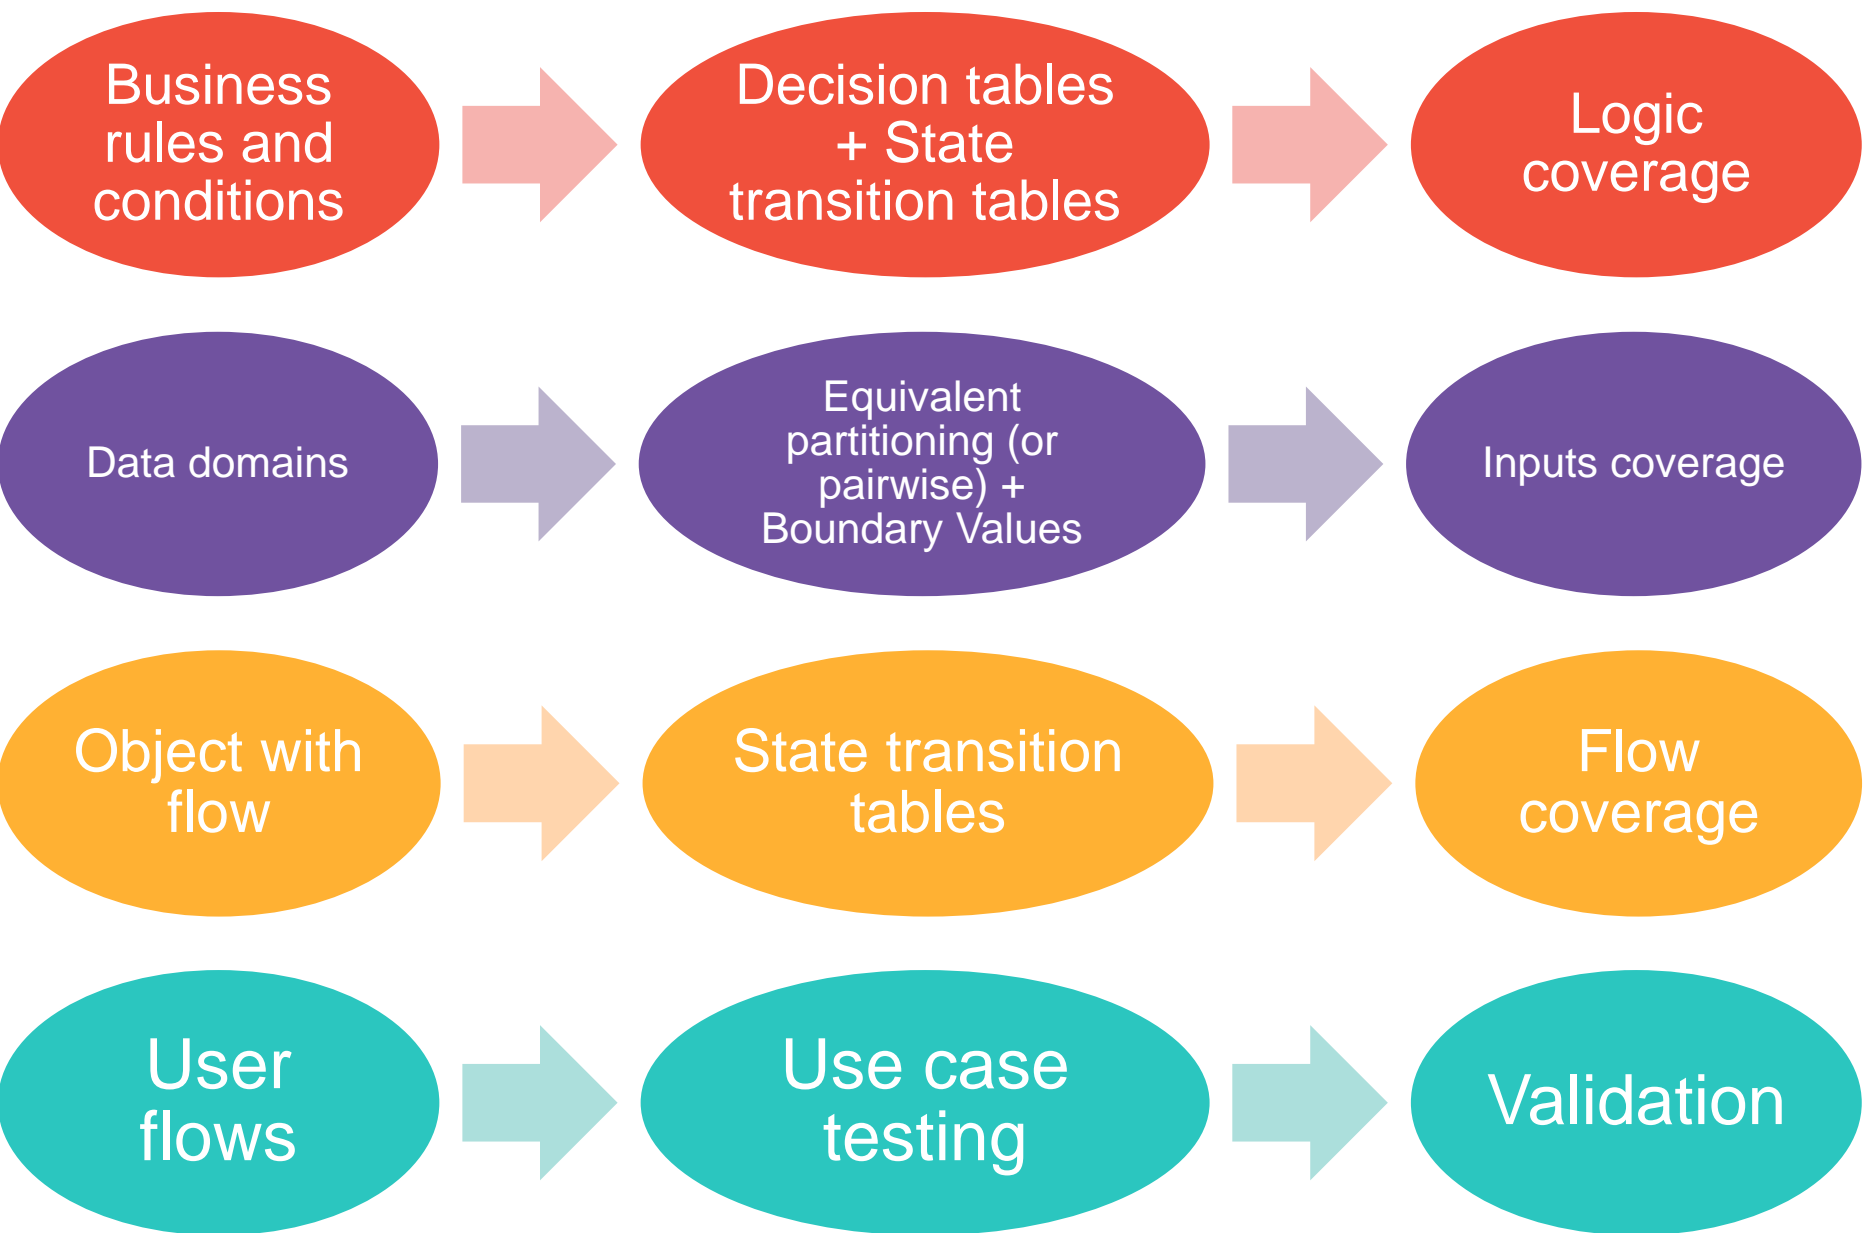 Business
rules and
conditions
Decision tables
+ State
transition tables
Logic
coverage
Data domains
Equivalent
partitioning (or
pairwise) +
Boundary Values
Inputs coverage
Object with
flow
State transition
tables
Flow
coverage
User
flows
Use case
testing
Validation